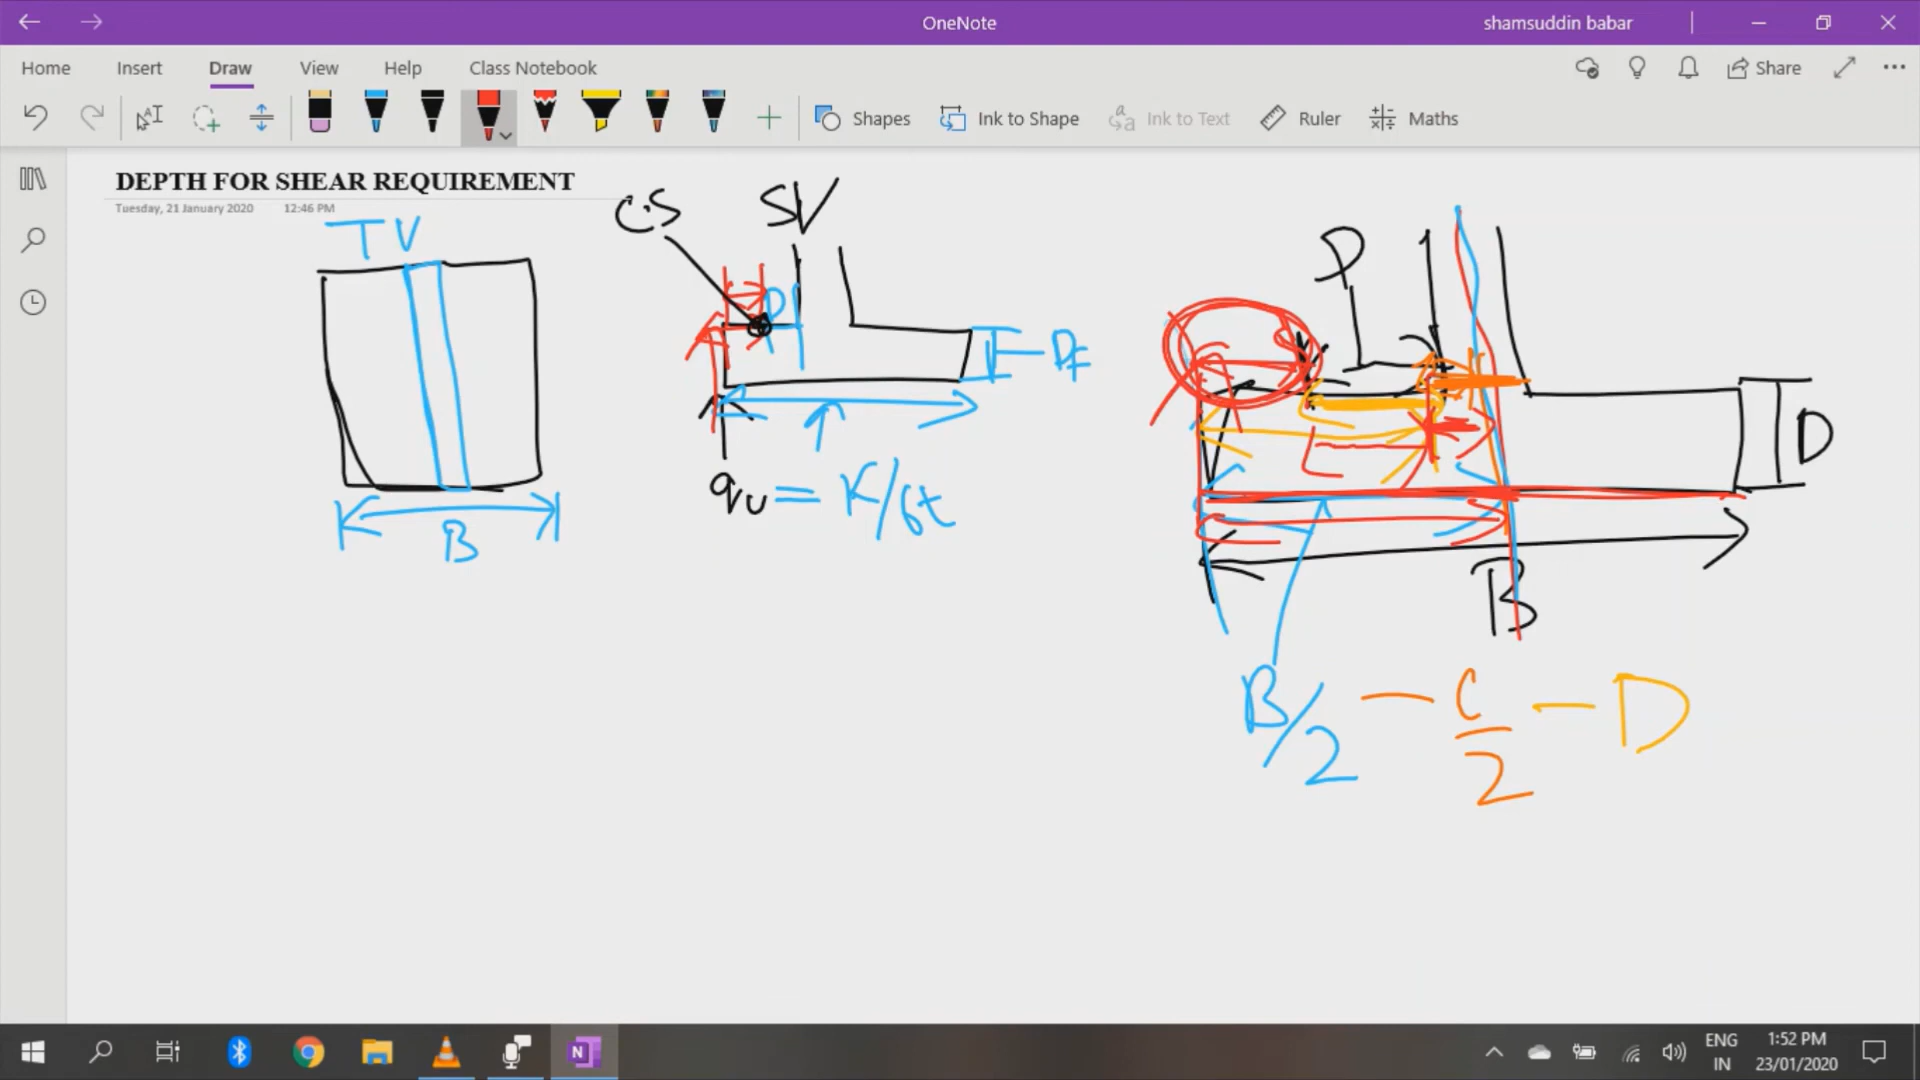 OneNote
shamsuddin babar
Home Insert Draw View Help Class Notebook
Share
Shapes Ink to Shape Ink to Text Ruler Maths
DEPTH FOR SHEAR REQUIREMENT
Tuesday, 21 January 2020 12:46 PM
TV
C.S
SV
D
DF
P
D
qu = K/6t
B
B
B/2 - C/2 - D
ENG
IN
1:52 PM
23/01/2020